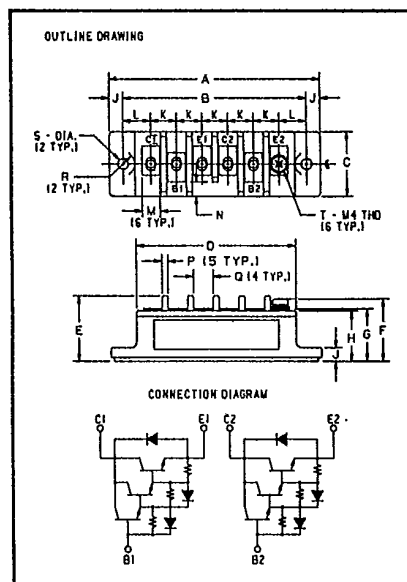 OUTLINE DRAWING
A
J B J
L K K K K K L
S - DIA.
(2 TYP.)
C1 E1 C2 E2
C
R
(2 TYP.)
B1 B2
M
(6 TYP.)
N
T - M4 THD
(6 TYP.)
D
P (5 TYP.)
Q (4 TYP.)
E
J
H
G
F
CONNECTION DIAGRAM
C1 E1 C2 E2
B1 B2